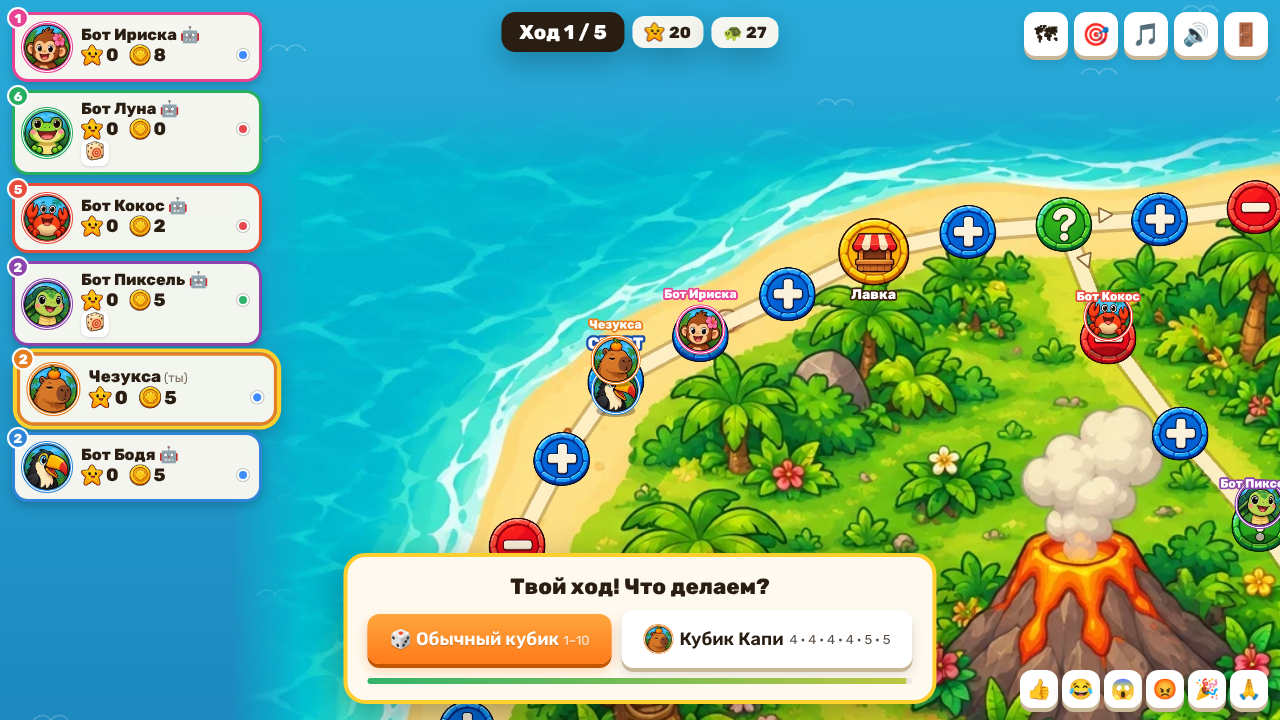 1
Бот Ириска
0 8
6
Бот Луна
0 0
5
Бот Кокос
0 2
2
Бот Пиксель
0 5
2
Чезукса (ты)
0 5
2
Бот Бодя
0 5
Ход 1 / 5
20
27
Бот Ириска
Чезукса
Лавка
?
Бот Кокос
Твой ход! Что делаем?
Обычный кубик 1–10
Кубик Капи 4 • 4 • 4 • 4 • 5 • 5